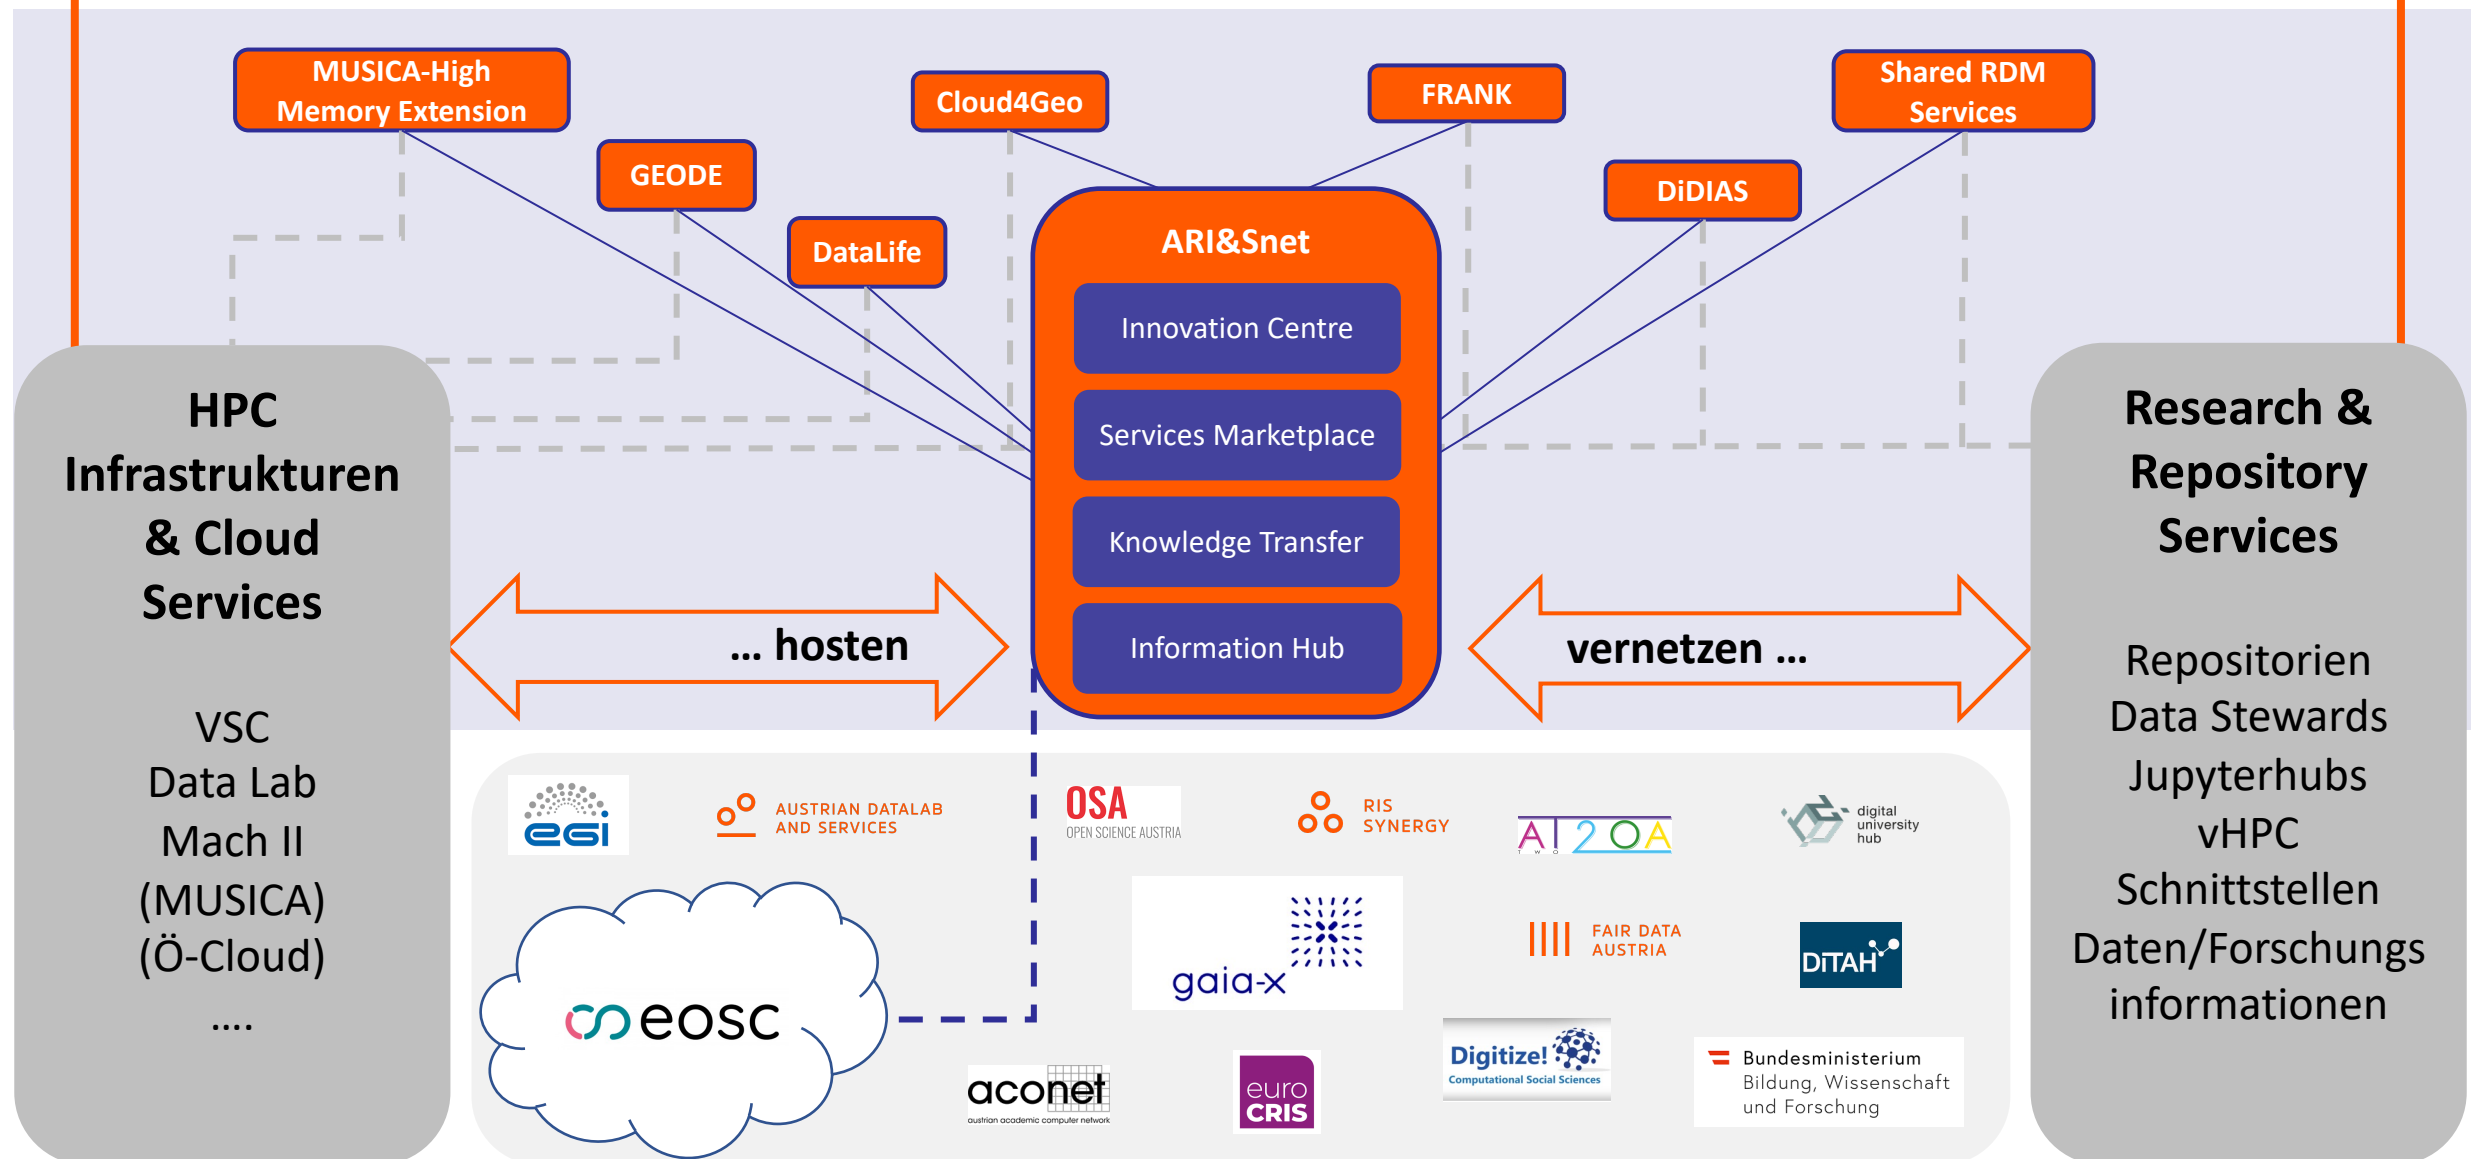 MUSICA-High
Memory Extension
GEODE
DataLife
Cloud4Geo
FRANK
DiDIAS
Shared RDM
Services
ARI&Snet
Innovation Centre
Services Marketplace
Knowledge Transfer
Information Hub
HPC
Infrastrukturen
& Cloud
Services
VSC
Data Lab
Mach II
(MUSICA)
(Ö-Cloud)
....
... hosten
vernetzen ...
Research &
Repository
Services
Repositorien
Data Stewards
Jupyterhubs
vHPC
Schnittstellen
Daten/Forschungs
informationen
egi
AUSTRIAN DATALAB
AND SERVICES
OSA
OPEN SCIENCE AUSTRIA
RIS
SYNERGY
AT2OA
TWO
digital
university
hub
eosc
gaia-x
FAIR DATA
AUSTRIA
DiTAH
aconet
austrian academic computer network
euro
CRIS
Digitize!
Computational Social Sciences
Bundesministerium
Bildung, Wissenschaft
und Forschung